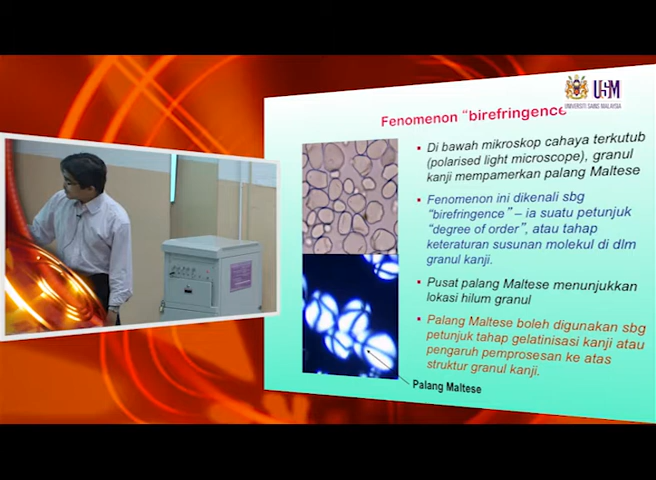 USM
UNIVERSITI SAINS MALAYSIA
Fenomenon “birefringence
Di bawah mikroskop cahaya terkutub
(polarised light microscope), granul
kanji mempamerkan palang Maltese
Fenomenon ini dikenali sbg
“birefringence” – ia suatu petunjuk
“degree of order”, atau tahap
keteraturan susunan molekul di dlm
granul kanji.
Pusat palang Maltese menunjukkan
lokasi hilum granul
Palang Maltese boleh digunakan sbg
petunjuk tahap gelatinisasi kanji atau
pengaruh pemprosesan ke atas
struktur granul kanji.
Palang Maltese